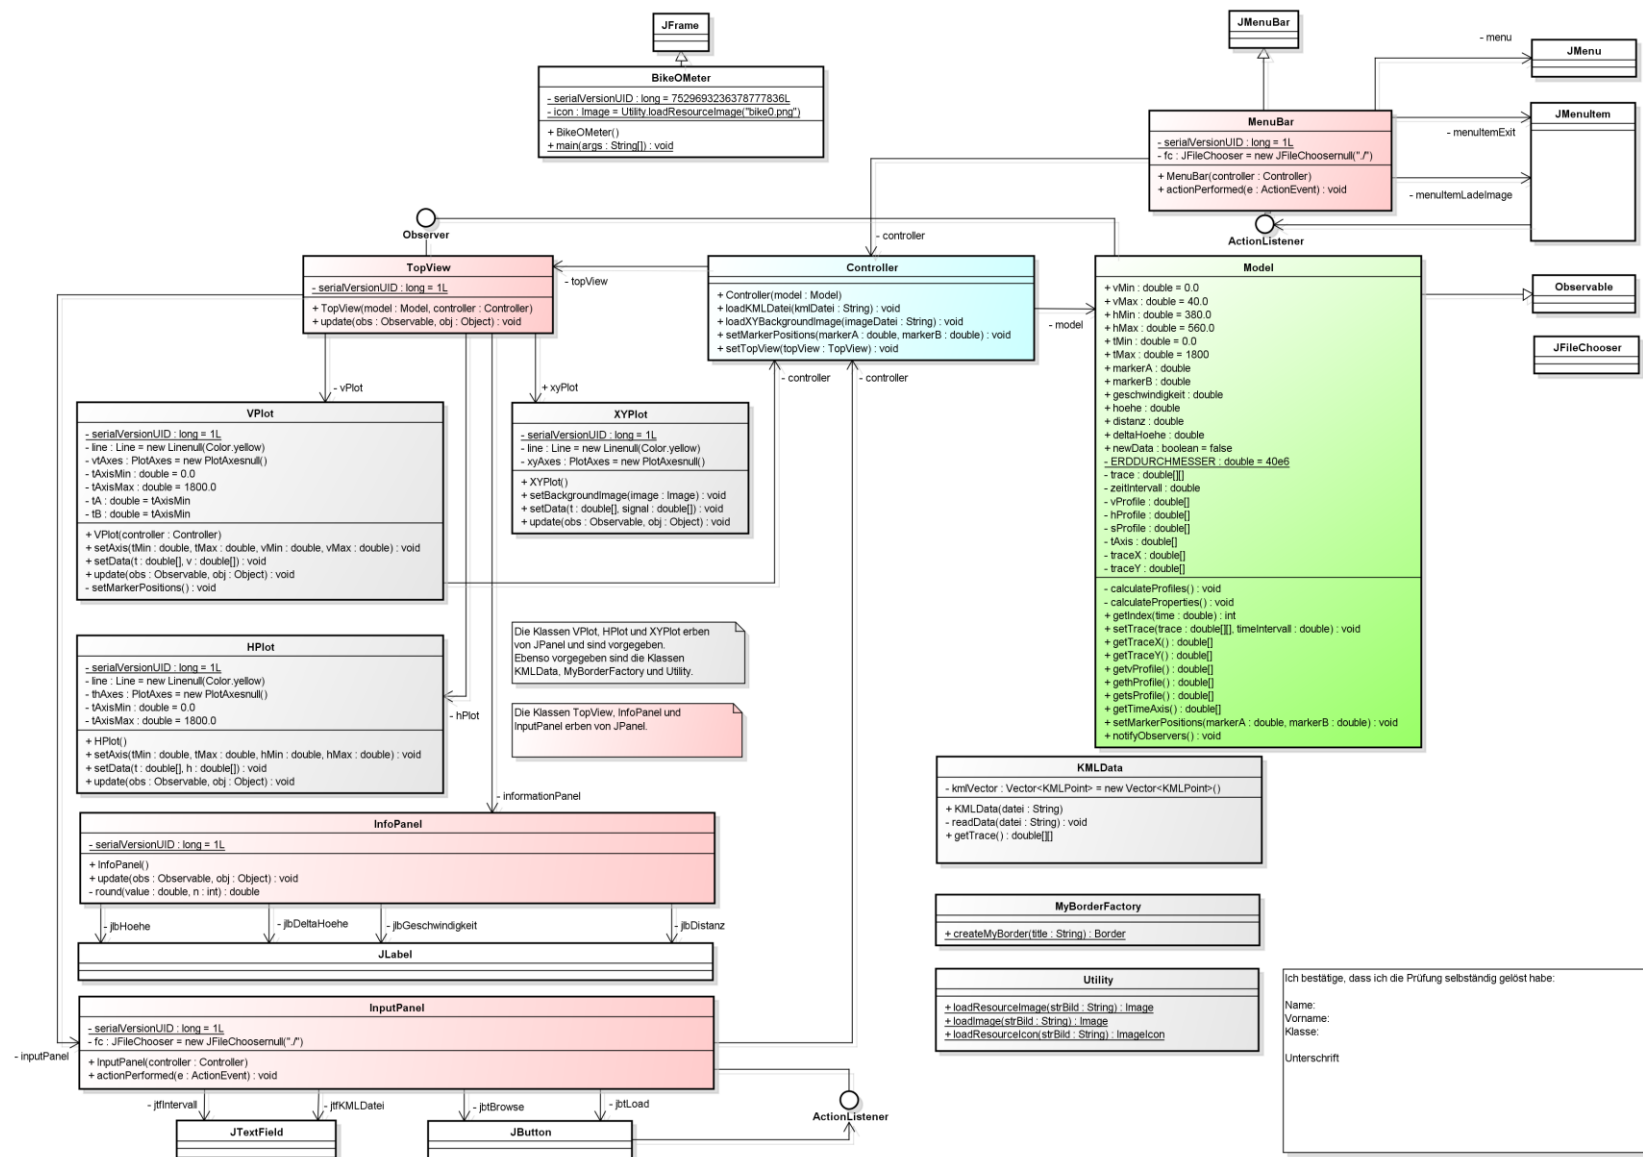 JFrame
BikeOMeter
- serialVersionUID : long = 7529693236378777836L
- icon : Image = Utility.loadResourceImage("bike0.png")
+ BikeOMeter()
+ main(args : String[]) : void
JMenuBar
- menu
JMenu
MenuBar
- serialVersionUID : long = 1L
- fc : JFileChooser = new JFileChoosernull("./")
+ MenuBar(controller : Controller)
+ actionPerformed(e : ActionEvent) : void
JMenuItem
- menuItemExit
- menuItemLadeImage
ActionListener
Observer
- controller
TopView
- serialVersionUID : long = 1L
+ TopView(model : Model, controller : Controller)
+ update(obs : Observable, obj : Object) : void
- topView
Controller
+ Controller(model : Model)
+ loadKMLDatei(kmlDatei : String) : void
+ loadXYBackgroundImage(imageDatei : String) : void
+ setMarkerPositions(markerA : double, markerB : double) : void
+ setTopView(topView : TopView) : void
- model
Model
+ vMin : double = 0.0
+ vMax : double = 40.0
+ hMin : double = 380.0
+ hMax : double = 560.0
+ tMin : double = 0.0
+ tMax : double = 1800
+ markerA : double
+ markerB : double
+ geschwindigkeit : double
+ hoehe : double
+ distanz : double
+ deltaHoehe : double
+ newData : boolean = false
- ERDDURCHMESSER : double = 40e6
- trace : double[][]
- zeitIntervall : double
- vProfile : double[]
- hProfile : double[]
- sProfile : double[]
- tAxis : double[]
- traceX : double[]
- traceY : double[]
- calculateProfiles() : void
- calculateProperties() : void
+ getIndex(time : double) : int
+ setTrace(trace : double[][], timeIntervall : double) : void
+ getTraceX() : double[]
+ getTraceY() : double[]
+ getvProfile() : double[]
+ gethProfile() : double[]
+ getsProfile() : double[]
+ getTimeAxis() : double[]
+ setMarkerPositions(markerA : double, markerB : double) : void
+ notifyObservers() : void
Observable
JFileChooser
- vPlot
+ xyPlot
- controller
- controller
VPlot
- serialVersionUID : long = 1L
- line : Line = new Linenull(Color.yellow)
- vtAxes : PlotAxes = new PlotAxesnull()
- tAxisMin : double = 0.0
- tAxisMax : double = 1800.0
- tA : double = tAxisMin
- tB : double = tAxisMin
+ VPlot(controller : Controller)
+ setAxis(tMin : double, tMax : double, vMin : double, vMax : double) : void
+ setData(t : double[], v : double[]) : void
+ update(obs : Observable, obj : Object) : void
- setMarkerPositions() : void
XYPlot
- serialVersionUID : long = 1L
- line : Line = new Linenull(Color.yellow)
- xyAxes : PlotAxes = new PlotAxesnull()
+ XYPlot()
+ setBackgroundImage(image : Image) : void
+ setData(t : double[], signal : double[]) : void
+ update(obs : Observable, obj : Object) : void
HPlot
- serialVersionUID : long = 1L
- line : Line = new Linenull(Color.yellow)
- thAxes : PlotAxes = new PlotAxesnull()
- tAxisMin : double = 0.0
- tAxisMax : double = 1800.0
+ HPlot()
+ setAxis(tMin : double, tMax : double, hMin : double, hMax : double) : void
+ setData(t : double[], h : double[]) : void
+ update(obs : Observable, obj : Object) : void
- hPlot
Die Klassen VPlot, HPlot und XYPlot erben
von JPanel und sind vorgegeben.
Ebenso vorgegeben sind die Klassen
KMLData, MyBorderFactory und Utility.
Die Klassen TopView, InfoPanel und
InputPanel erben von JPanel.
- informationPanel
InfoPanel
- serialVersionUID : long = 1L
+ InfoPanel()
+ update(obs : Observable, obj : Object) : void
- round(value : double, n : int) : double
- jlbHoehe
- jlbDeltaHoehe
- jlbGeschwindigkeit
- jlbDistanz
JLabel
InputPanel
- serialVersionUID : long = 1L
- fc : JFileChooser = new JFileChoosernull("./")
+ InputPanel(controller : Controller)
+ actionPerformed(e : ActionEvent) : void
- inputPanel
- jtfIntervall
- jtfKMLDatei
- jbtBrowse
- jbtLoad
JTextField
JButton
ActionListener
KMLData
- kmlVector : Vector<KMLPoint> = new Vector<KMLPoint>()
+ KMLData(datei : String)
- readData(datei : String) : void
+ getTrace() : double[][]
MyBorderFactory
+ createMyBorder(title : String) : Border
Utility
+ loadResourceImage(strBild : String) : Image
+ loadImage(strBild : String) : Image
+ loadResourceIcon(strBild : String) : ImageIcon
Ich bestätige, dass ich die Prüfung selbständig gelöst habe:
Name:
Vorname:
Klasse:
Unterschrift